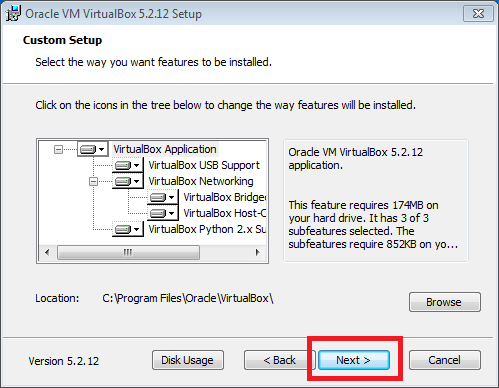 Oracle VM VirtualBox 5.2.12 Setup
Custom Setup
Select the way you want features to be installed.
Click on the icons in the tree below to change the way features will be installed.
VirtualBox Application
VirtualBox USB Support
VirtualBox Networking
VirtualBox Bridge
VirtualBox Host-O
VirtualBox Python 2.x Su
Oracle VM VirtualBox 5.2.12
application.
This feature requires 174MB on
your hard drive. It has 3 of 3
subfeatures selected. The
subfeatures require 852KB on yo...
Location: C:\Program Files\Oracle\VirtualBox\
Browse
Version 5.2.12
Disk Usage
< Back
Next >
Cancel